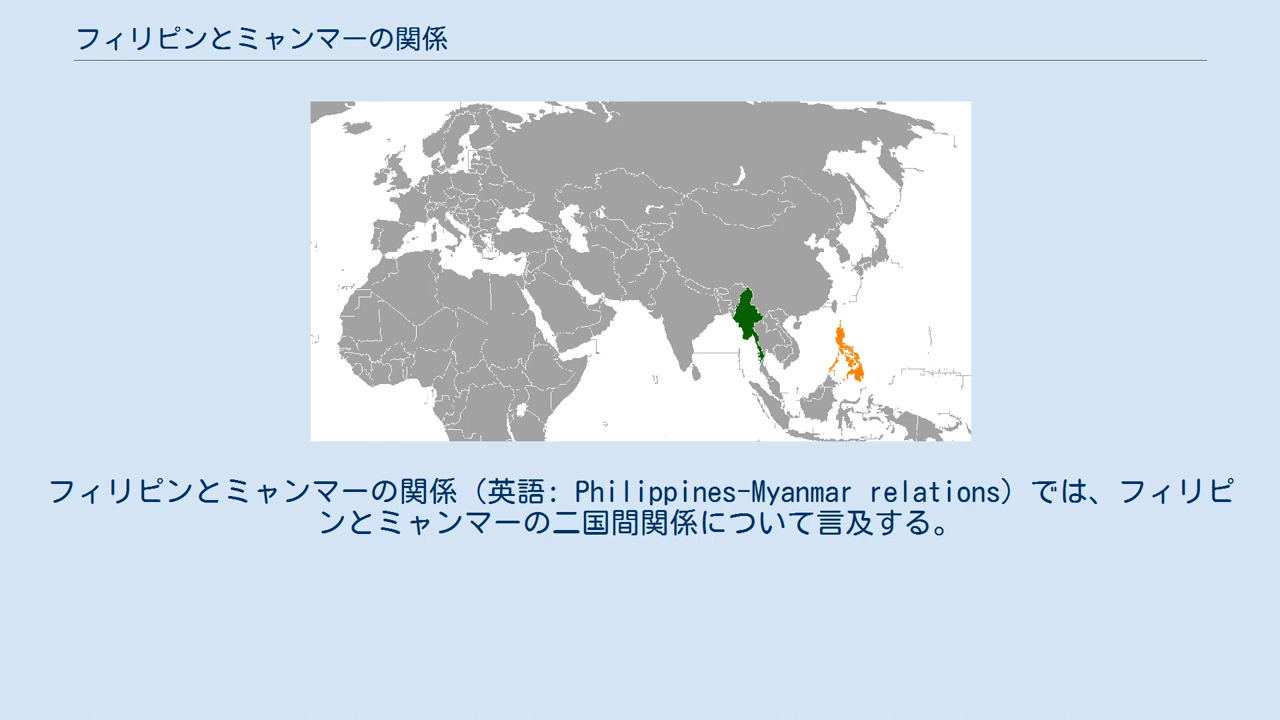 フィリピンとミャンマーの関係
フィリピンとミャンマーの関係（英語: Philippines-Myanmar relations）では、フィリピ
ンとミャンマーの二国間関係について言及する。